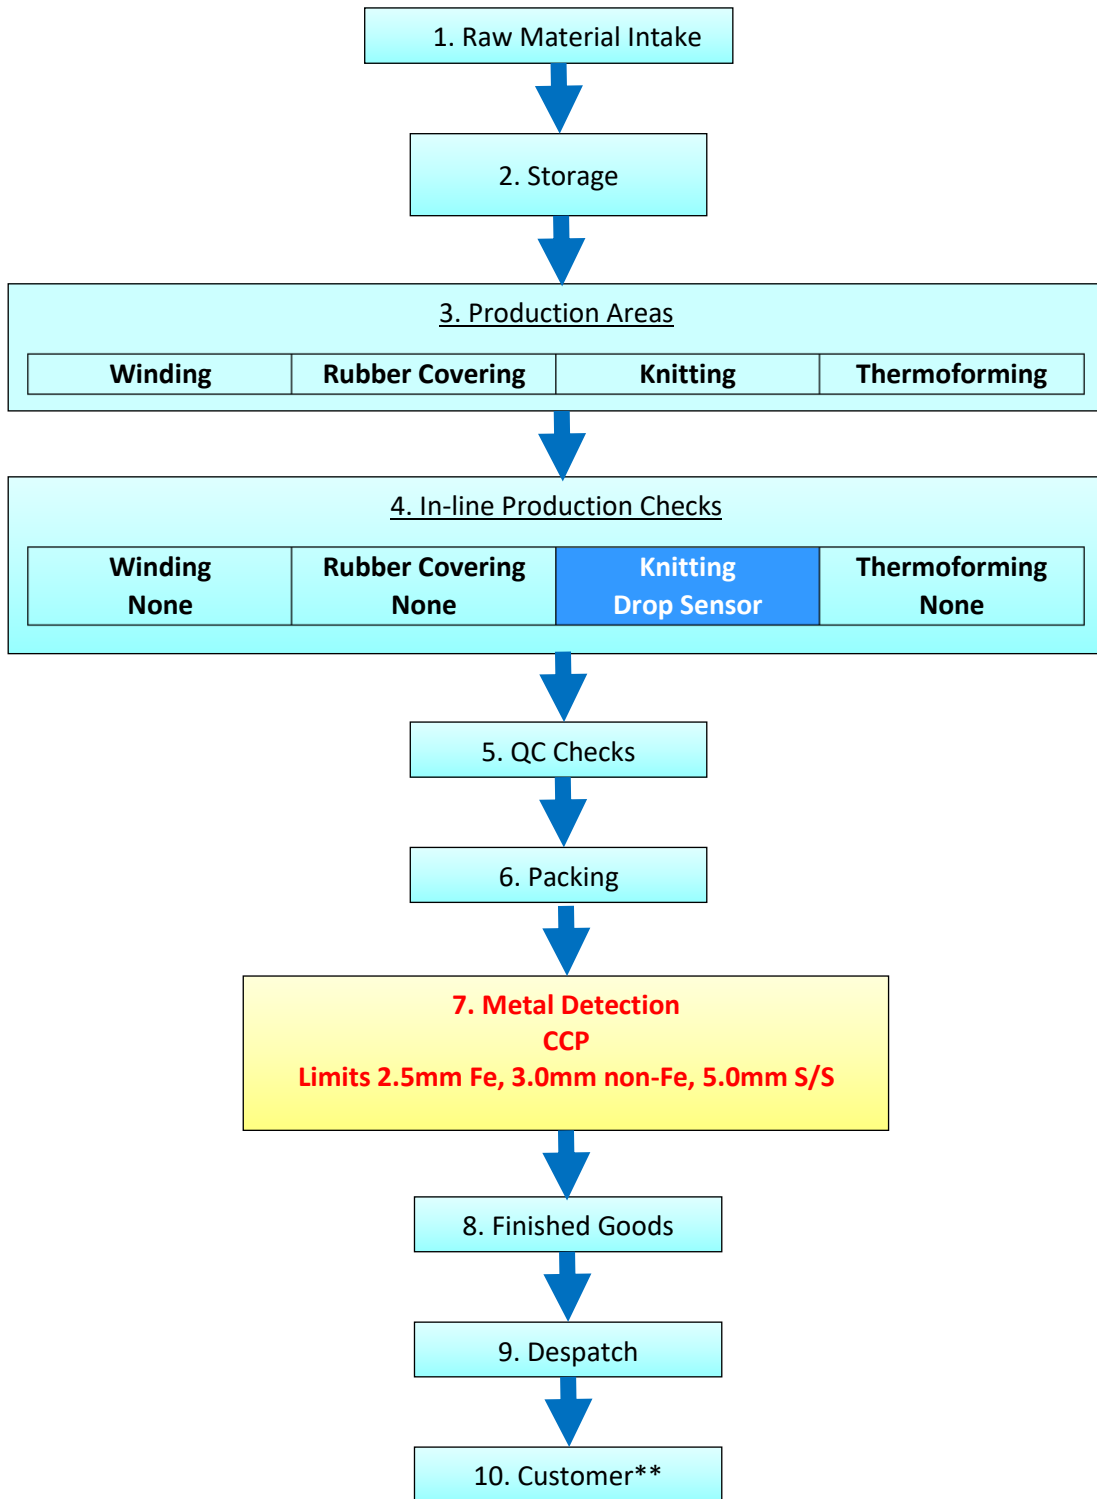 1. Raw Material Intake
2. Storage
3. Production Areas
Winding Rubber Covering Knitting Thermoforming
4. In-line Production Checks
Winding Rubber Covering Knitting Thermoforming
None None Drop Sensor None
5. QC Checks
6. Packing
7. Metal Detection
CCP
Limits 2.5mm Fe, 3.0mm non-Fe, 5.0mm S/S
8. Finished Goods
9. Despatch
10. Customer**